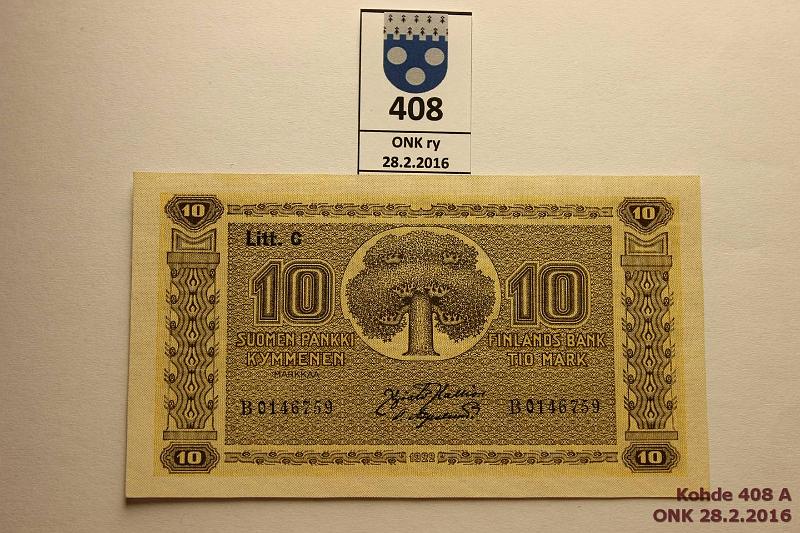 408
ONK ry
28.2.2016
10 10
Litt. C
10 10
SUOMEN PANKKI FINLANDS BANK
KYMMENEN TIO MARK
MARKKAA
B0146759 B0146759
10 1922 10
Kohde 408 A
ONK 28.2.2016